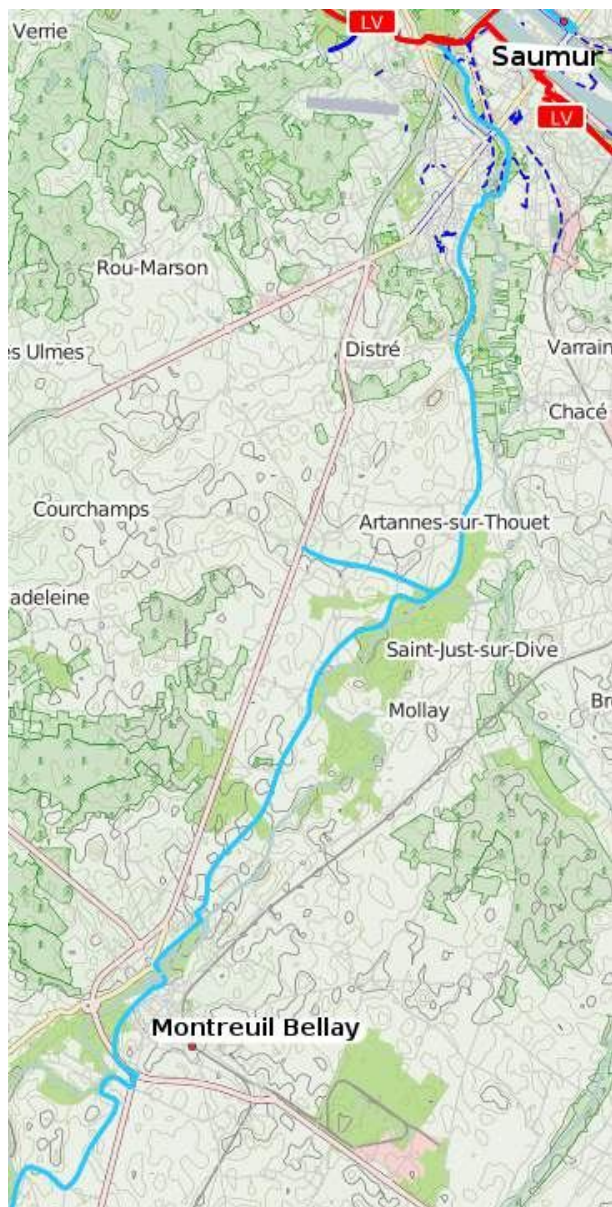 Verrie
LV
Saumur
LV
Rou-Marson
es Ulmes
Distré
Varrain
Chacé
Courchamps
Artannes-sur-Thouet
adeleine
Saint-Just-sur-Dive
Mollay
Bre
Montreuil Bellay